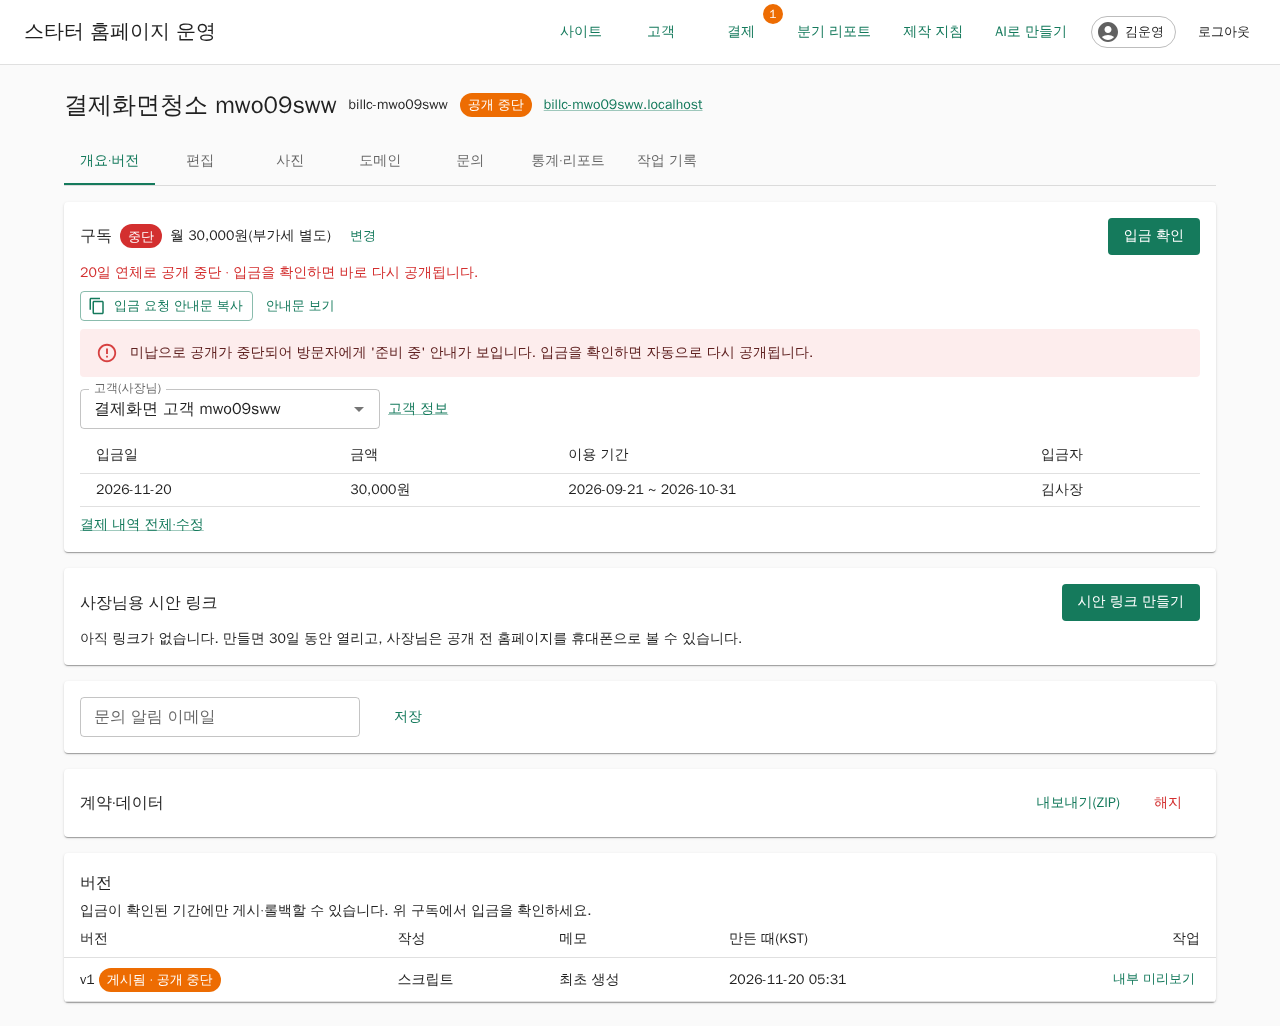 스타터 홈페이지 운영
사이트 고객 결제 1 분기 리포트 제작 지침 AI로 만들기 김운영 로그아웃
결제화면청소 mwo09sww billc-mwo09sww 공개 중단 billc-mwo09sww.localhost
개요·버전 편집 사진 도메인 문의 통계·리포트 작업 기록
구독 중단 월 30,000원(부가세 별도) 변경 입금 확인
20일 연체로 공개 중단 · 입금을 확인하면 바로 다시 공개됩니다.
입금 요청 안내문 복사 안내문 보기
미납으로 공개가 중단되어 방문자에게 '준비 중' 안내가 보입니다. 입금을 확인하면 자동으로 다시 공개됩니다.
고객(사장님)
결제화면 고객 mwo09sww 고객 정보
입금일 금액 이용 기간 입금자
2026-11-20 30,000원 2026-09-21 ~ 2026-10-31 김사장
결제 내역 전체·수정
사장님용 시안 링크 시안 링크 만들기
아직 링크가 없습니다. 만들면 30일 동안 열리고, 사장님은 공개 전 홈페이지를 휴대폰으로 볼 수 있습니다.
문의 알림 이메일 저장
계약·데이터 내보내기(ZIP) 해지
버전
입금이 확인된 기간에만 게시·롤백할 수 있습니다. 위 구독에서 입금을 확인하세요.
버전 작성 메모 만든 때(KST) 작업
v1 게시됨 · 공개 중단 스크립트 최초 생성 2026-11-20 05:31 내부 미리보기